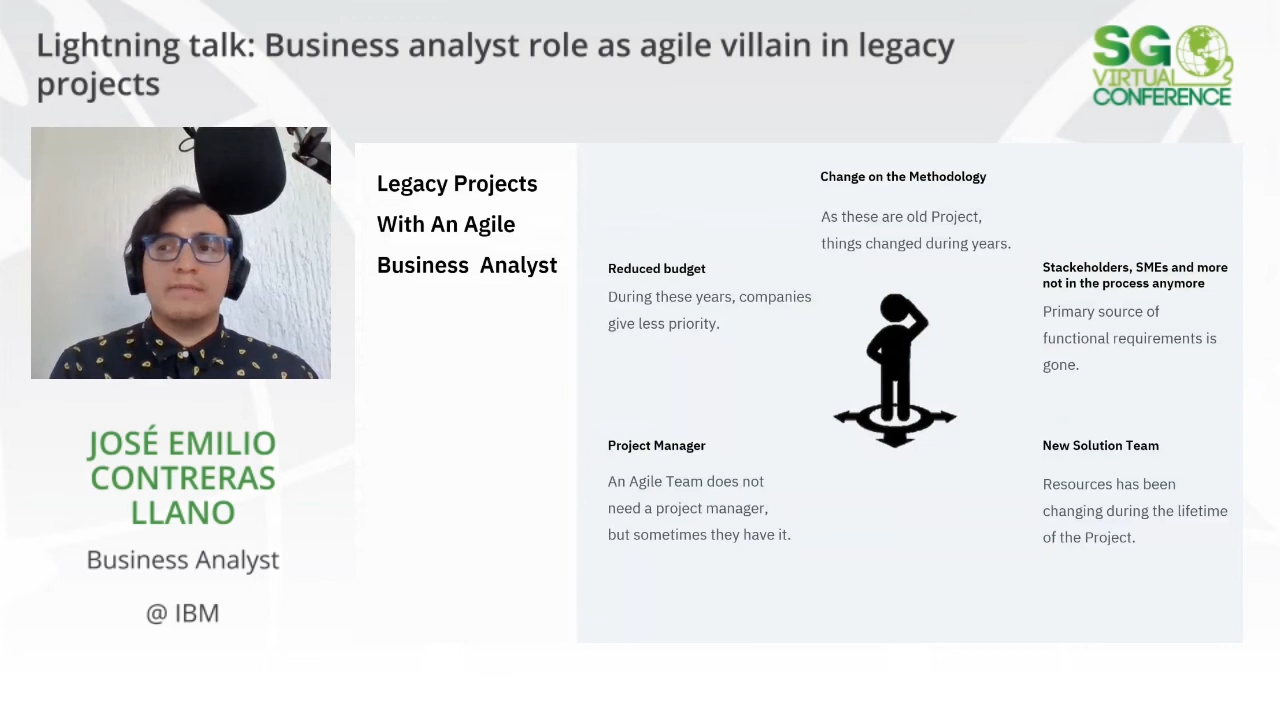 Lightning talk: Business analyst role as agile villain in legacy
projects
SG
VIRTUAL
CONFERENCE
JOSÉ EMILIO
CONTRERAS
LLANO
Business Analyst
@ IBM
Legacy Projects
With An Agile
Business Analyst
Change on the Methodology
As these are old Project,
things changed during years.
Reduced budget
During these years, companies
give less priority.
Stackeholders, SMEs and more
not in the process anymore
Primary source of
functional requirements is
gone.
Project Manager
An Agile Team does not
need a project manager,
but sometimes they have it.
New Solution Team
Resources has been
changing during the lifetime
of the Project.